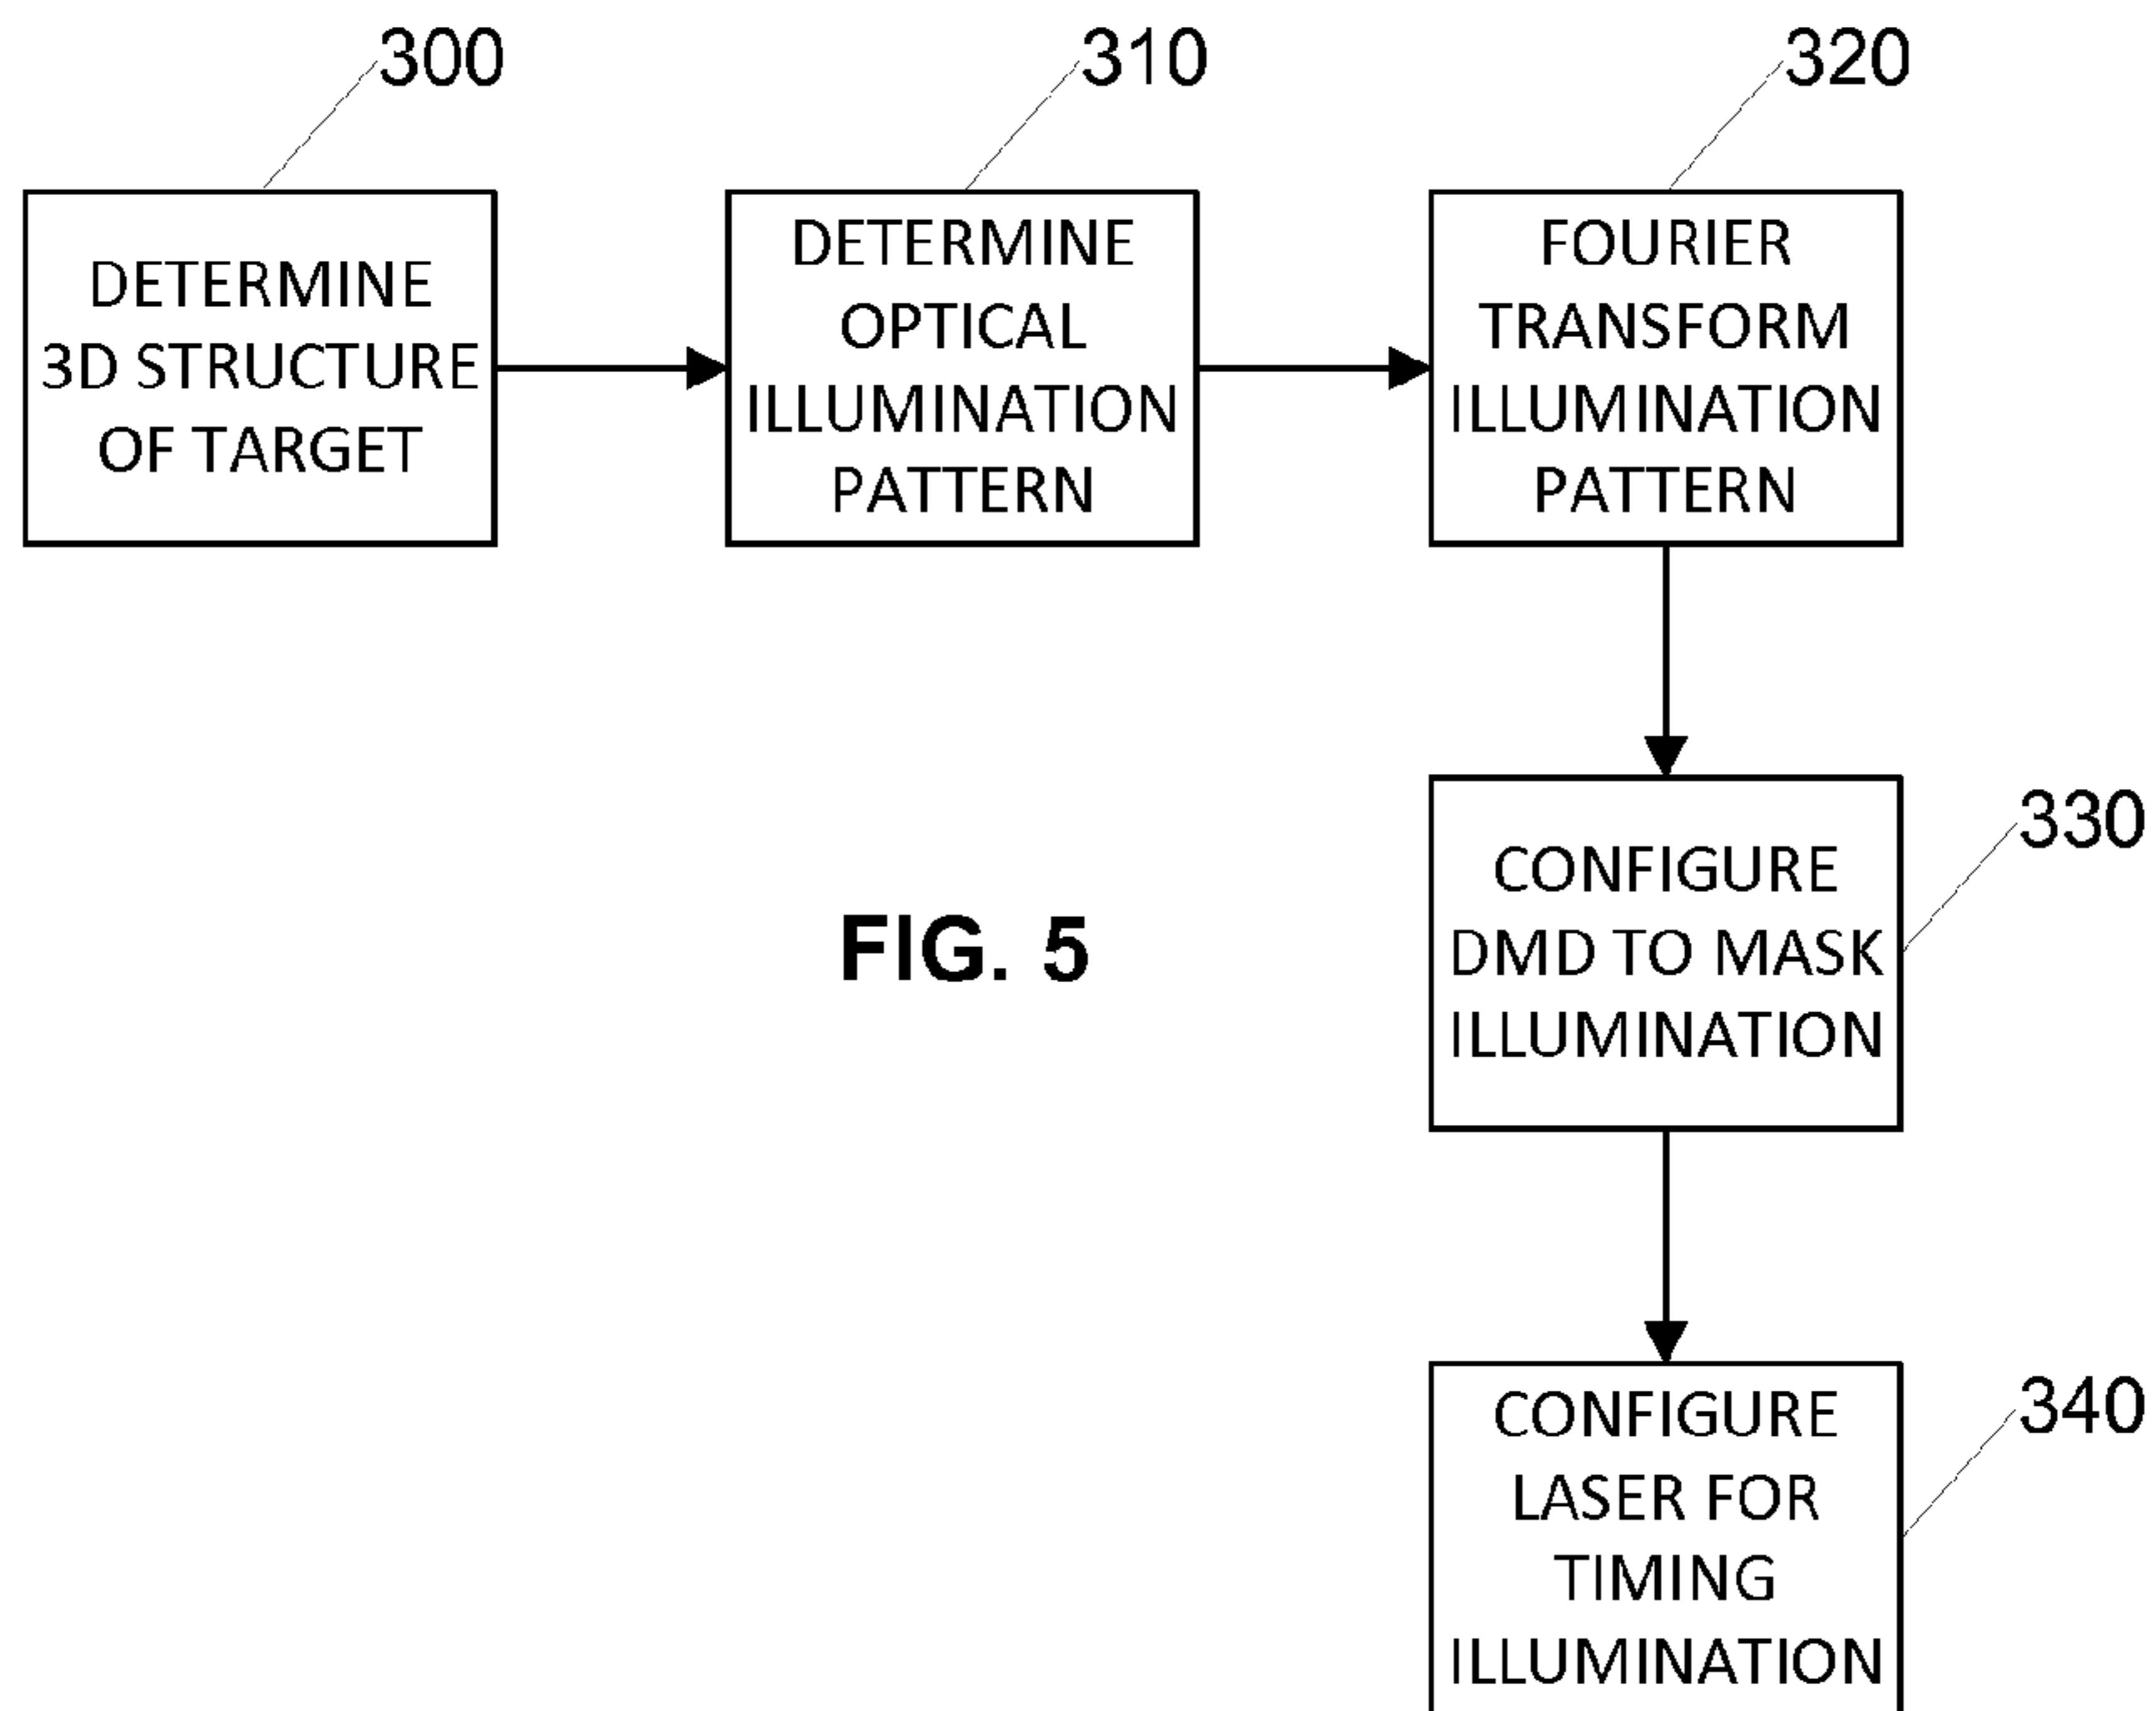 300
DETERMINE
3D STRUCTURE
OF TARGET
310
DETERMINE
OPTICAL
ILLUMINATION
PATTERN
320
FOURIER
TRANSFORM
ILLUMINATION
PATTERN
330
CONFIGURE
DMD TO MASK
ILLUMINATION
FIG. 5
340
CONFIGURE
LASER FOR
TIMING
ILLUMINATION